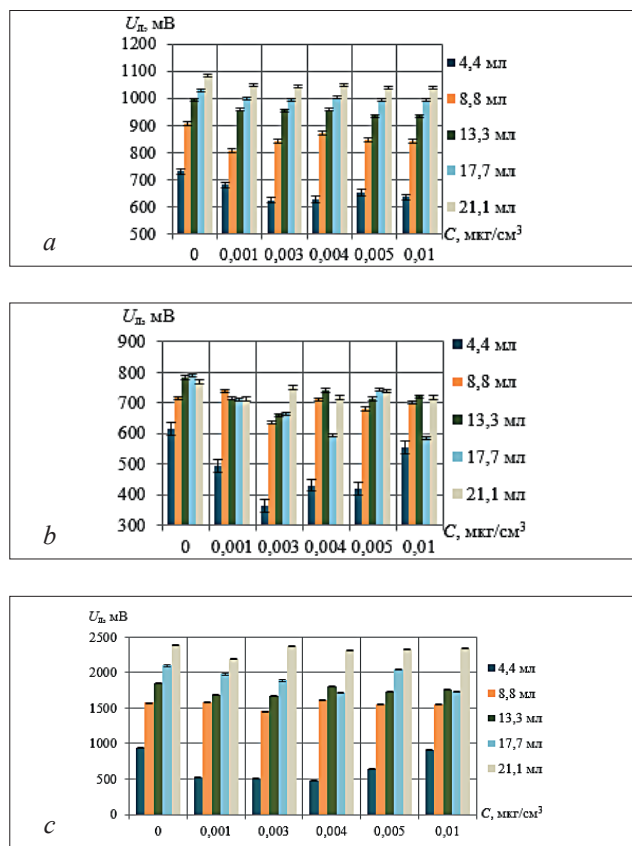 Uл, мВ
1200
1100
1000
900
800
700
600
500
0 0,001 0,003 0,004 0,005 0,01
C, мкг/см³
4,4 мл
8,8 мл
13,3 мл
17,7 мл
21,1 мл
a
Uл, мВ
900
800
700
600
500
400
300
0 0,001 0,003 0,004 0,005 0,01
C, мкг/см³
4,4 мл
8,8 мл
13,3 мл
17,7 мл
21,1 мл
b
Uл, мВ
2500
2000
1500
1000
500
0
0 0,001 0,003 0,004 0,005 0,01
C, мкг/см³
4,4 мл
8,8 мл
13,3 мл
17,7 мл
21,1 мл
c